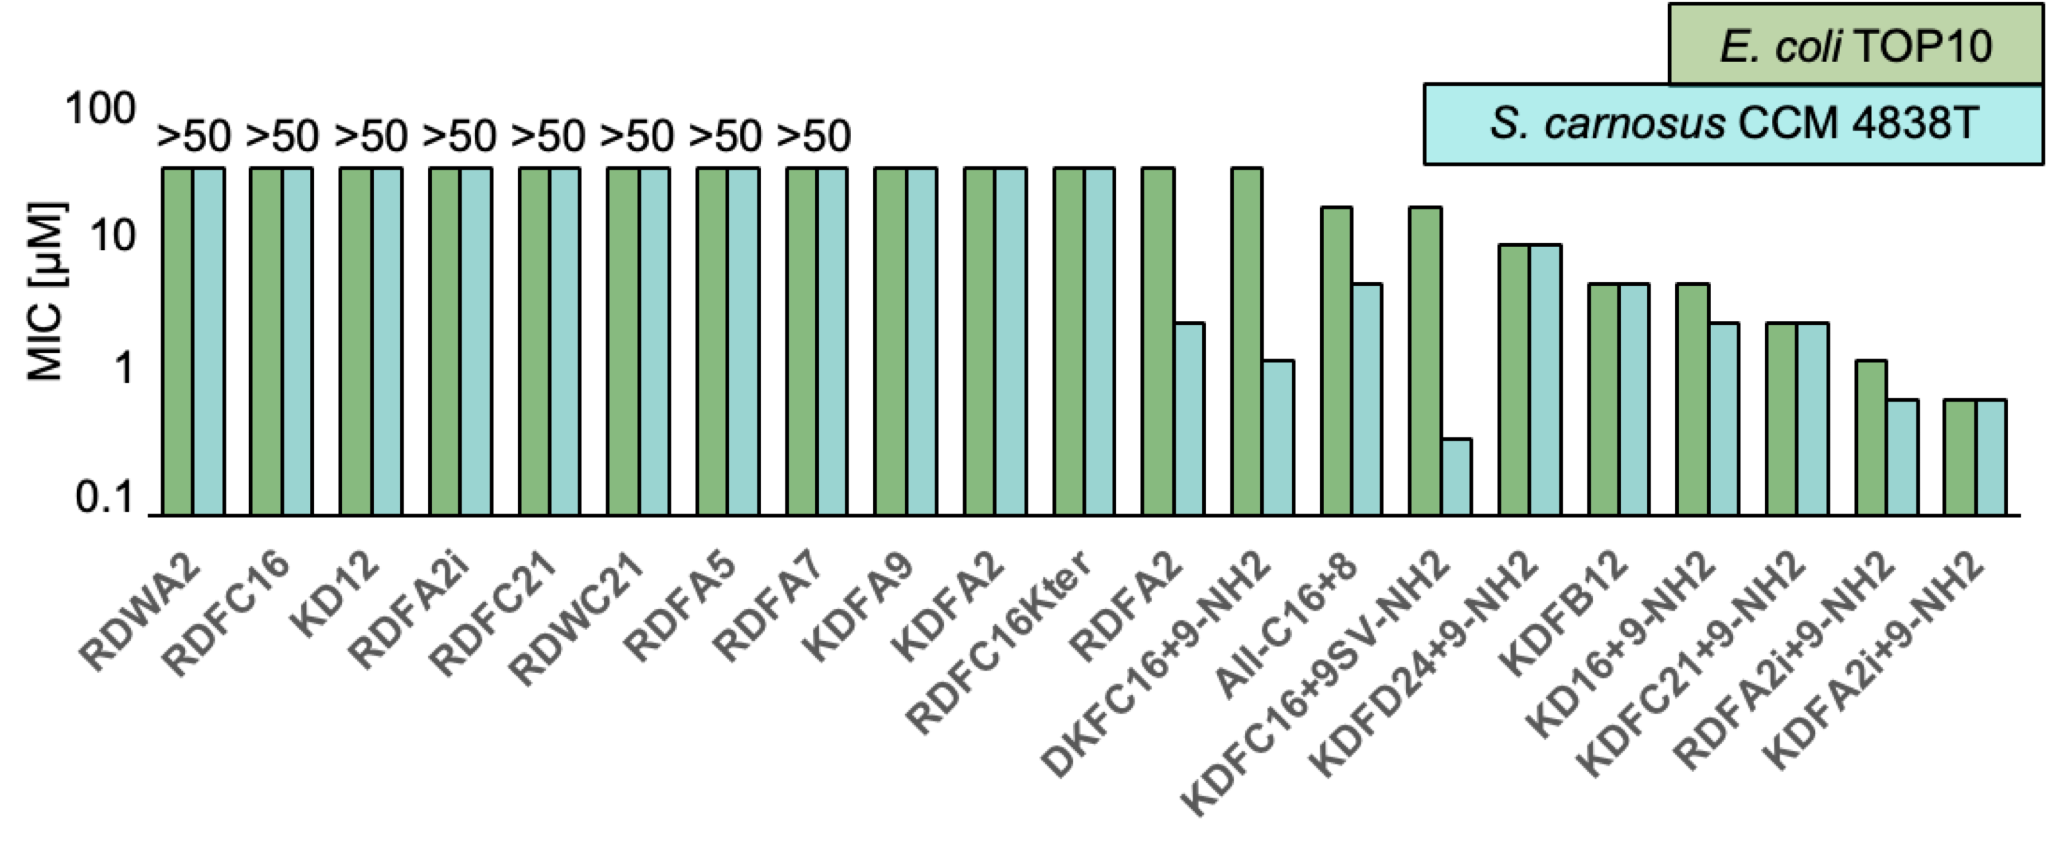 E. coli TOP10
S. carnosus CCM 4838T
MIC [µM]
100
10
1
0.1
>50 >50 >50 >50 >50 >50 >50 >50
RDWA2
RDFC16
KD12
RDFA2i
RDFC21
RDWC21
RDFA5
RDFA7
KDFA9
KDFA2
RDFC16Kter
RDFA2
DKFC16+9-NH2
All-C16+8
KDFC16+9SV-NH2
KDFD24+9-NH2
KDFB12
KD16+9-NH2
KDFC21+9-NH2
RDFA2i+9-NH2
KDFA2i+9-NH2